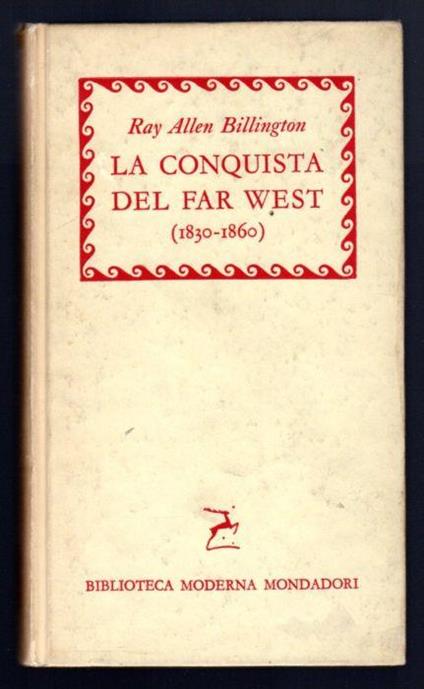 Ray Allen Billington
LA CONQUISTA
DEL FAR WEST
(1830-1860)
BIBLIOTECA MODERNA MONDADORI